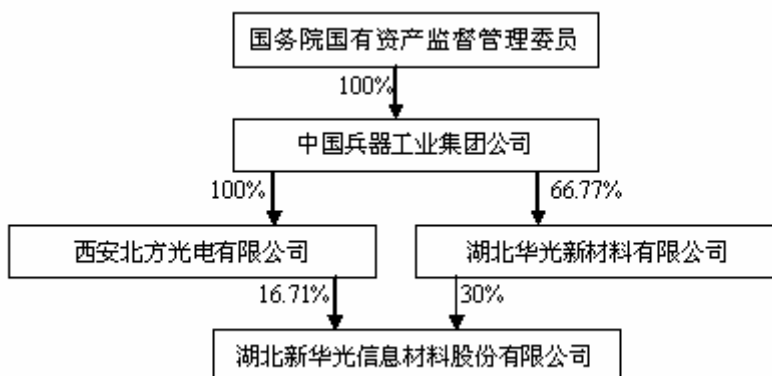 国务院国有资产监督管理委员
100%
中国兵器工业集团公司
100% 66.77%
西安北方光电有限公司 湖北华光新材料有限公司
16.71% 30%
湖北新华光信息材料股份有限公司